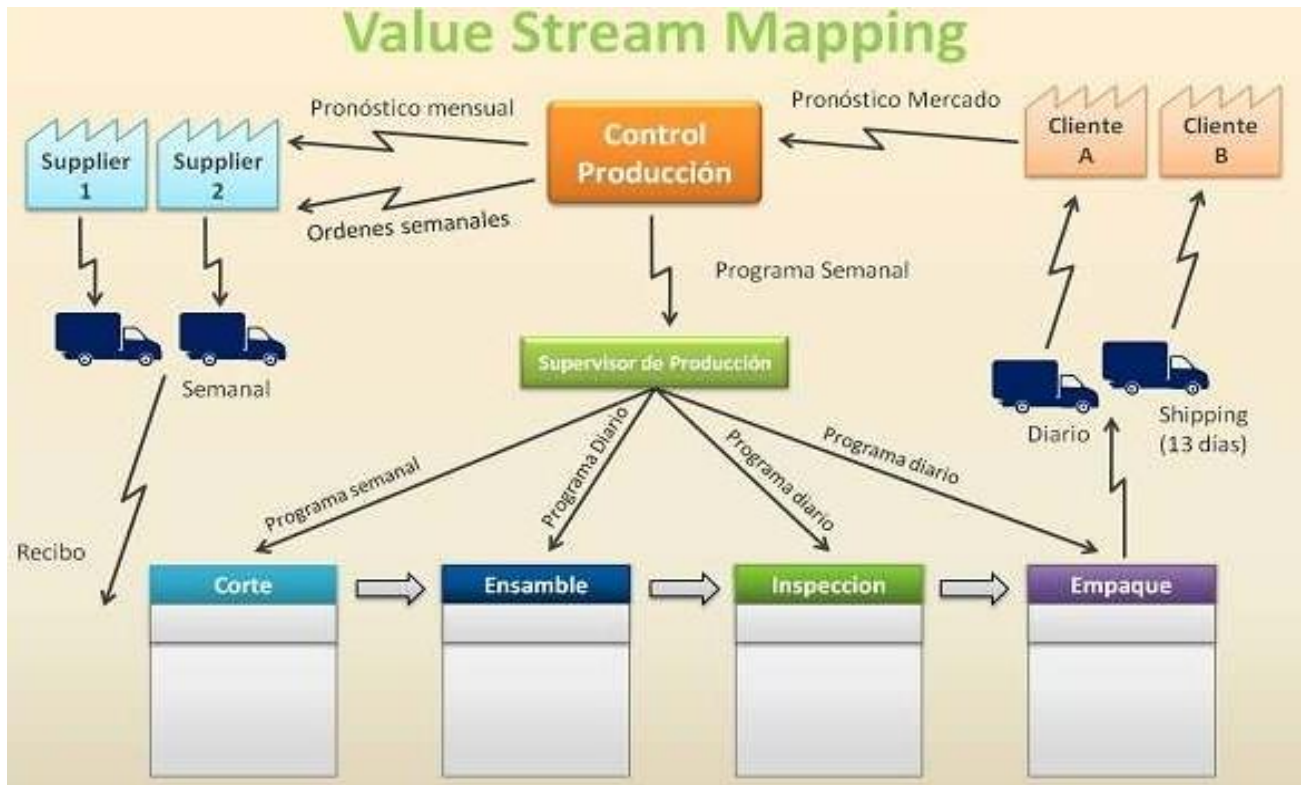 Value Stream Mapping
Pronóstico mensual
Pronóstico Mercado
Supplier
1
Supplier
2
Control
Producción
Cliente
A
Cliente
B
Ordenes semanales
Programa Semanal
Semanal
Supervisor de Producción
Diario
Shipping
(13 días)
Programa semanal
Programa Diario
Programa diario
Programa diario
Recibo
Corte
Ensamble
Inspeccion
Empaque